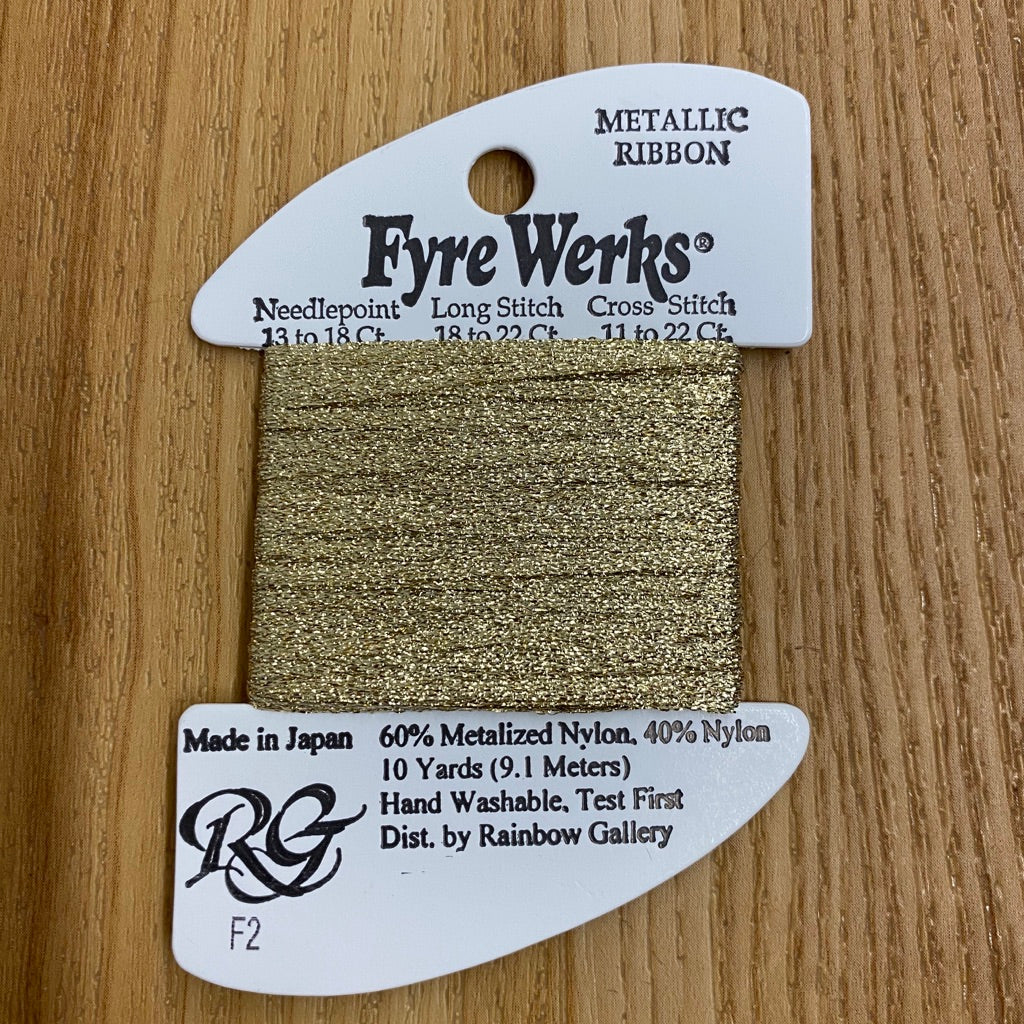 METALLIC
RIBBON
Fyre Werks®
Needlepoint Long Stitch Cross Stitch
13 to 18 Ct. 18 to 22 Ct. 11 to 22 Ct.
Made in Japan
60% Metalized Nylon, 40% Nylon
10 Yards (9.1 Meters)
Hand Washable, Test First
Dist. by Rainbow Gallery
RG
F2